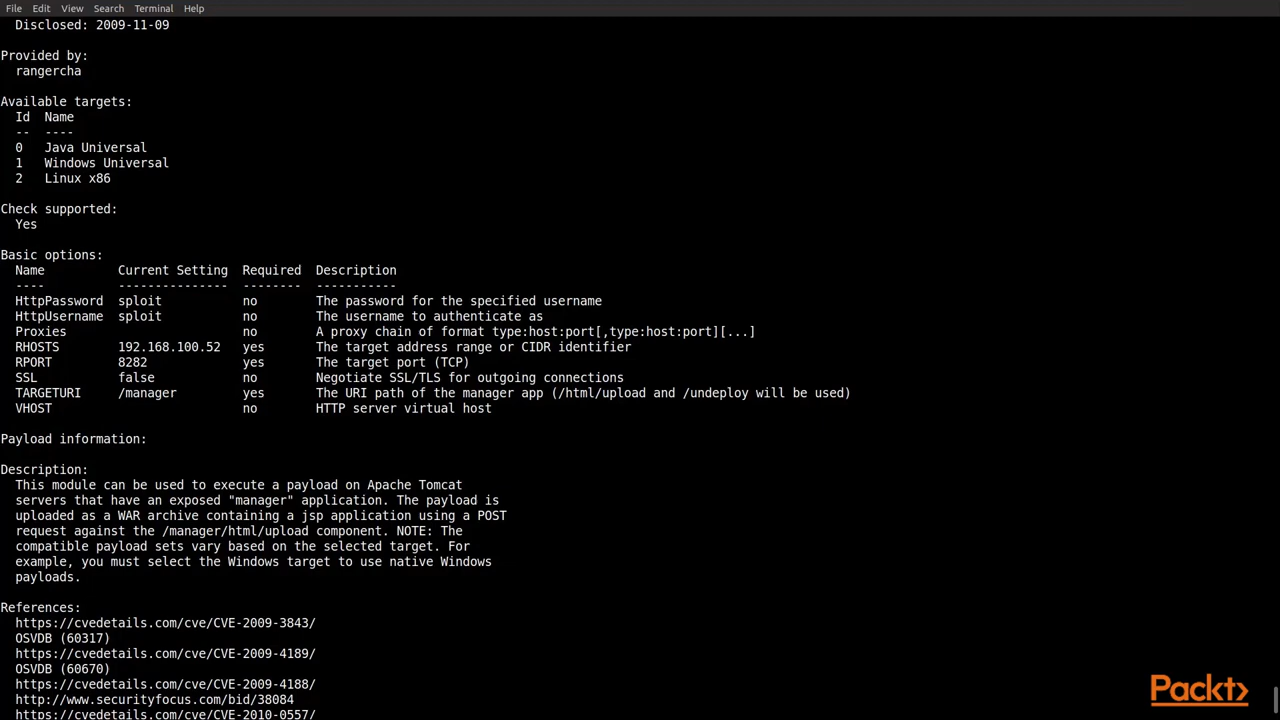 File Edit View Search Terminal Help
Disclosed: 2009-11-09
Provided by:
rangercha
Available targets:
Id  Name
--  ----
0   Java Universal
1   Windows Universal
2   Linux x86
Check supported:
Yes
Basic options:
Name          Current Setting  Required  Description
----          ---------------  --------  -----------
HttpPassword  sploit           no        The password for the specified username
HttpUsername  sploit           no        The username to authenticate as
Proxies                        no        A proxy chain of format type:host:port[,type:host:port][...]
RHOSTS        192.168.100.52   yes       The target address range or CIDR identifier
RPORT         8282             yes       The target port (TCP)
SSL           false            no        Negotiate SSL/TLS for outgoing connections
TARGETURI     /manager         yes       The URI path of the manager app (/html/upload and /undeploy will be used)
VHOST                          no        HTTP server virtual host
Payload information:
Description:
This module can be used to execute a payload on Apache Tomcat
servers that have an exposed "manager" application. The payload is
uploaded as a WAR archive containing a jsp application using a POST
request against the /manager/html/upload component. NOTE: The
compatible payload sets vary based on the selected target. For
example, you must select the Windows target to use native Windows
payloads.
References:
https://cvedetails.com/cve/CVE-2009-3843/
OSVDB (60317)
https://cvedetails.com/cve/CVE-2009-4189/
OSVDB (60670)
https://cvedetails.com/cve/CVE-2009-4188/
http://www.securityfocus.com/bid/38084
https://cvedetails.com/cve/CVE-2010-0557/
Packt>